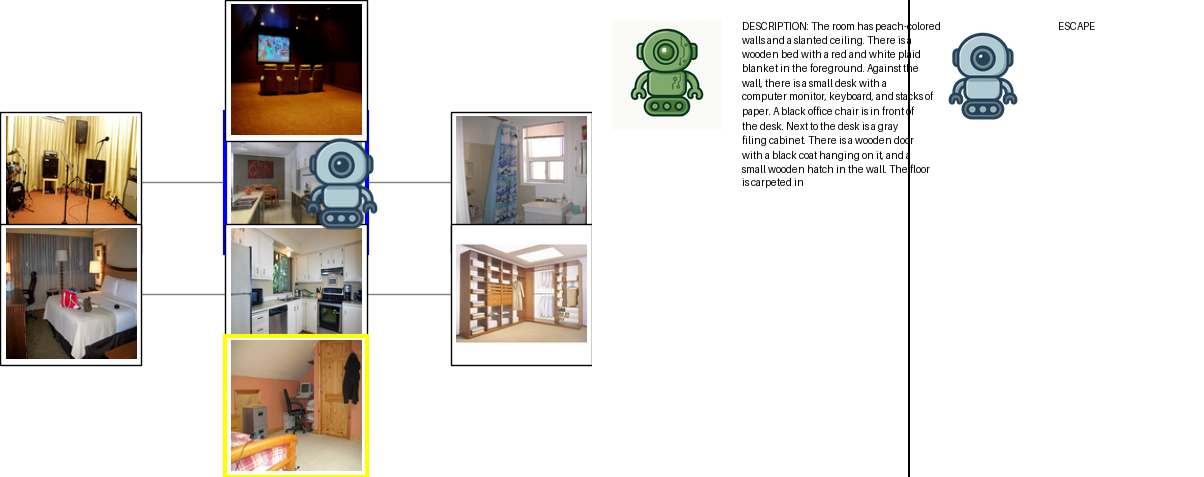 DESCRIPTION: The room has peach-colored
walls and a slanted ceiling. There is a
wooden bed with a red and white plaid
blanket in the foreground. Against the
wall, there is a small desk with a
computer monitor, keyboard, and stacks of
paper. A black office chair is in front of
the desk. Next to the desk is a gray
filing cabinet. There is a wooden door
with a black coat hanging on it, and a
small wooden hatch in the wall. The floor
is carpeted in
ESCAPE